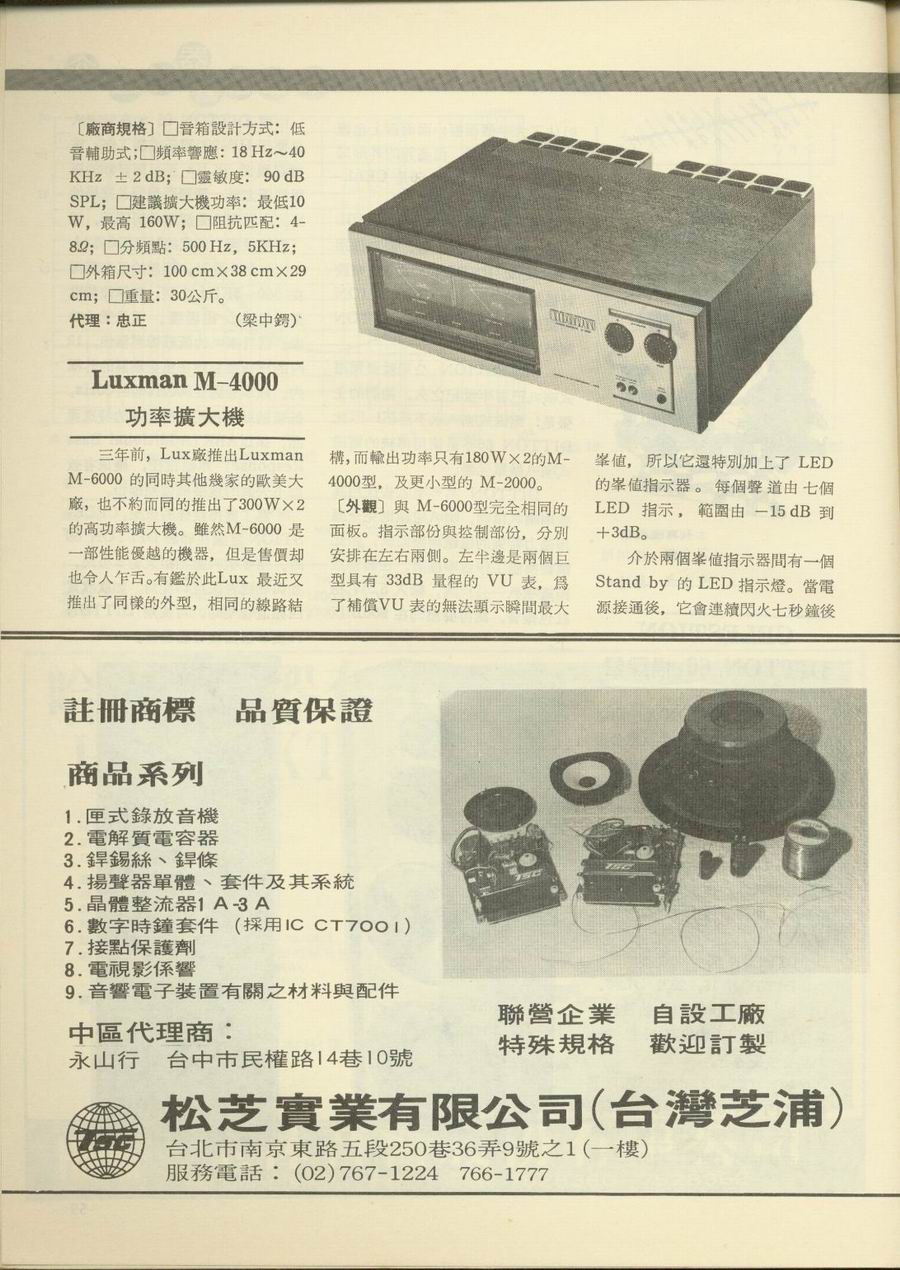 〔廠商規格〕□音箱設計方式：低
音輔助式；□頻率響應：18 Hz～40
KHz ±2 dB；□靈敏度：90 dB
SPL；□建議擴大機功率：最低10
W，最高 160W；□阻抗匹配：4-
8Ω；□分頻點：500 Hz，5KHz；
□外箱尺寸：100 cm×38 cm×29
cm；□重量：30公斤。
代理：忠正 （梁中鍔）
Luxman M-4000
功率擴大機
三年前，Lux廠推出Luxman
M-6000 的同時其他幾家的歐美大
廠，也不約而同的推出了300W×2
的高功率擴大機。雖然M-6000 是
一部性能優越的機器，但是售價却
也令人乍舌。有鑑於此Lux 最近又
推出了同樣的外型，相同的線路結
構，而輸出功率只有180W×2的M-
4000型，及更小型的 M-2000。
〔外觀〕與 M-6000型完全相同的
面板。指示部份與控制部份，分別
安排在左右兩側。左半邊是兩個巨
型具有 33dB 量程的 VU 表，爲
了補償VU 表的無法顯示瞬間最大
峯值，所以它還特別加上了 LED
的峯值指示器。每個聲道由七個
LED 指示，範圍由 －15 dB 到
＋3dB。
介於兩個峯值指示器間有一個
Stand by 的 LED 指示燈。當電
源接通後，它會連續閃火七秒鐘後
註冊商標 品質保證
商品系列
1.匣式錄放音機
2.電解質電容器
3.銲錫絲、銲條
4.揚聲器單體、套件及其系統
5.晶體整流器1 A-3 A
6.數字時鐘套件（採用IC CT7001）
7.接點保護劑
8.電視影係響
9.音響電子裝置有關之材料與配件
中區代理商：
永山行 台中市民權路14巷10號
TSC
TSC
聯營企業 自設工廠
特殊規格 歡迎訂製
TSC
松芝實業有限公司（台灣芝浦）
台北市南京東路五段250巷36弄9號之1（一樓）
服務電話：(02)767-1224 766-1777